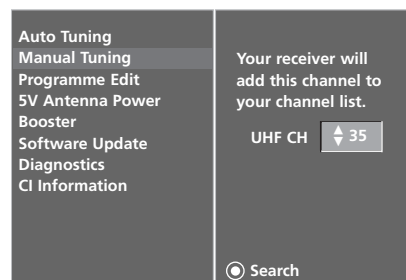 Auto Tuning
Manual Tuning
Programme Edit
5V Antenna Power
Booster
Software Update
Diagnostics
CI Information
Your receiver will
add this channel to
your channel list.
UHF CH 35
Search